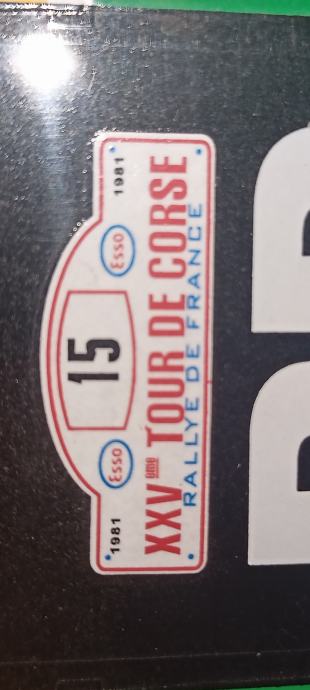 15
Esso Esso
1981 1981
XXVème TOUR DE CORSE
RALLYE DE FRANCE